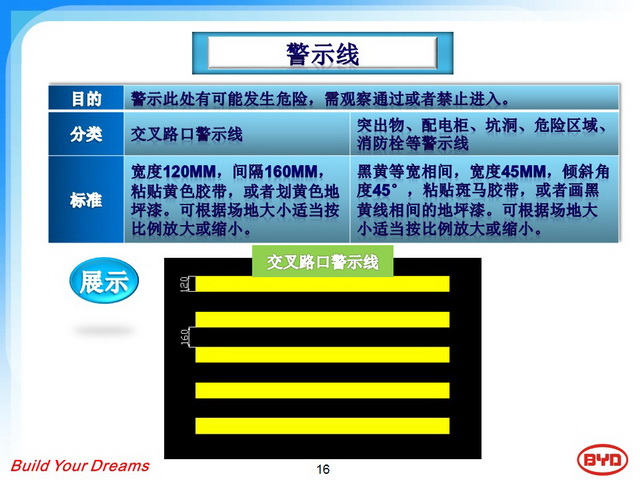 警示线
目的
警示此处有可能发生危险，需观察通过或者禁止进入。
分类
交叉路口警示线
突出物、配电柜、坑洞、危险区域、
消防栓等警示线
标准
宽度120MM，间隔160MM，
粘贴黄色胶带，或者划黄色地
坪漆。可根据场地大小适当按
比例放大或缩小。
黑黄等宽相间，宽度45MM，倾斜角
度45°，粘贴斑马胶带，或者画黑
黄线相间的地坪漆。可根据场地大
小适当按比例放大或缩小。
展示
交叉路口警示线
120
160
Build Your Dreams
16
BYD